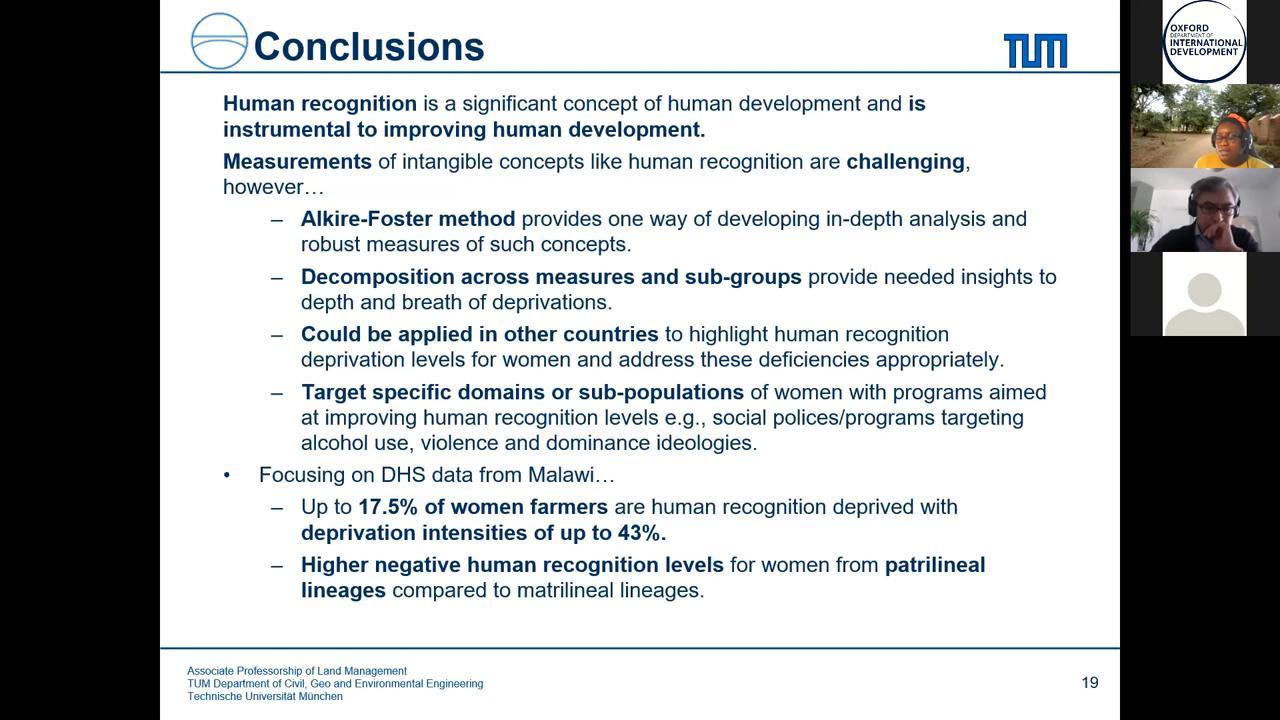 Conclusions
TUM
Human recognition is a significant concept of human development and is
instrumental to improving human development.
Measurements of intangible concepts like human recognition are challenging,
however…
– Alkire-Foster method provides one way of developing in-depth analysis and
robust measures of such concepts.
– Decomposition across measures and sub-groups provide needed insights to
depth and breath of deprivations.
– Could be applied in other countries to highlight human recognition
deprivation levels for women and address these deficiencies appropriately.
– Target specific domains or sub-populations of women with programs aimed
at improving human recognition levels e.g., social polices/programs targeting
alcohol use, violence and dominance ideologies.
• Focusing on DHS data from Malawi…
– Up to 17.5% of women farmers are human recognition deprived with
deprivation intensities of up to 43%.
– Higher negative human recognition levels for women from patrilineal
lineages compared to matrilineal lineages.
Associate Professorship of Land Management
TUM Department of Civil, Geo and Environmental Engineering
Technische Universität München
19
OXFORD
DEPARTMENT OF
INTERNATIONAL
DEVELOPMENT